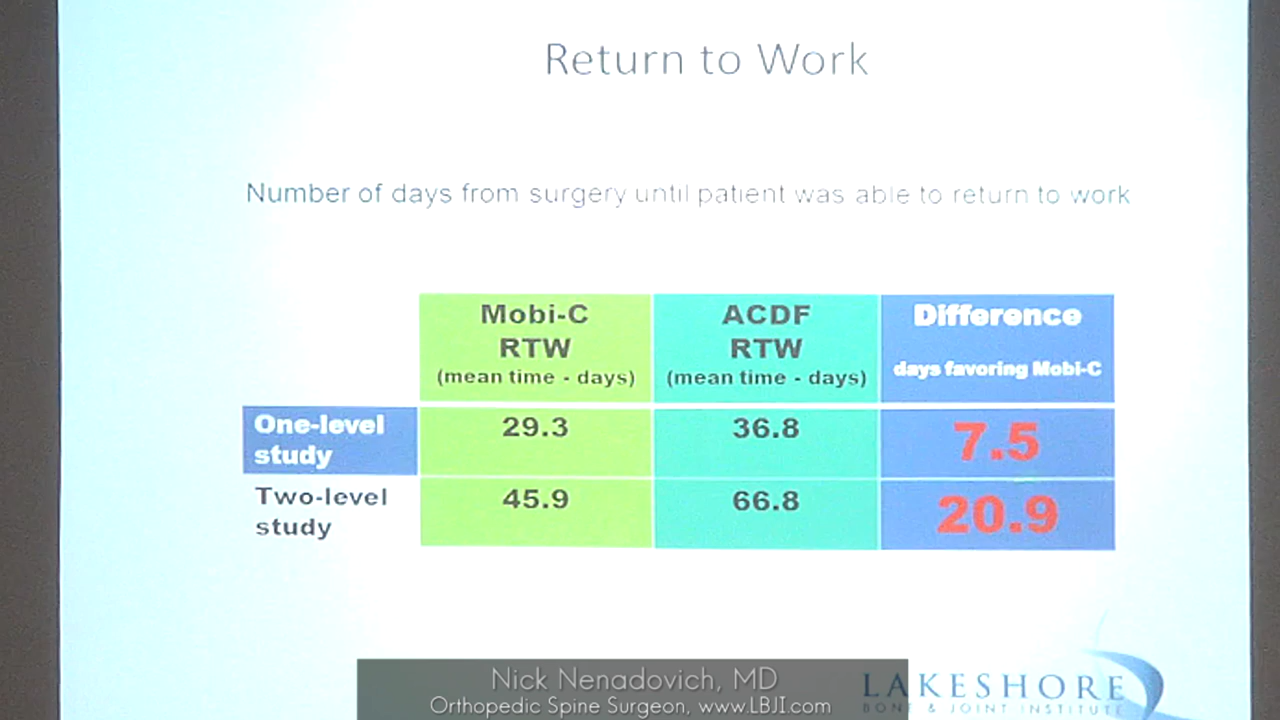 Return to Work
Number of days from surgery until patient was able to return to work
Mobi-C
RTW
(mean time - days)
ACDF
RTW
(mean time - days)
Difference
days favoring Mobi-C
One-level
study
29.3
36.8
7.5
Two-level
study
45.9
66.8
20.9
Nick Nenadovich, MD
Orthopedic Spine Surgeon, www.LBJI.com
LAKESHORE
BONE & JOINT INSTITUTE